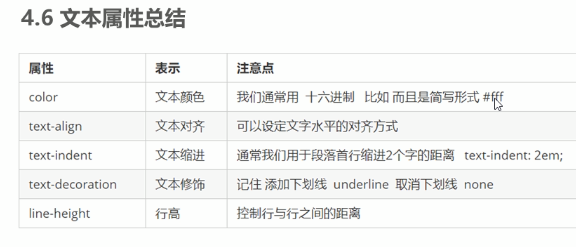 4.6 文本属性总结
属性 表示 注意点
color 文本颜色 我们通常用 十六进制 比如 而且是简写形式 #fff
text-align 文本对齐 可以设定文字水平的对齐方式
text-indent 文本缩进 通常我们用于段落首行缩进2个字的距离 text-indent: 2em;
text-decoration 文本修饰 记住 添加下划线 underline 取消下划线 none
line-height 行高 控制行与行之间的距离